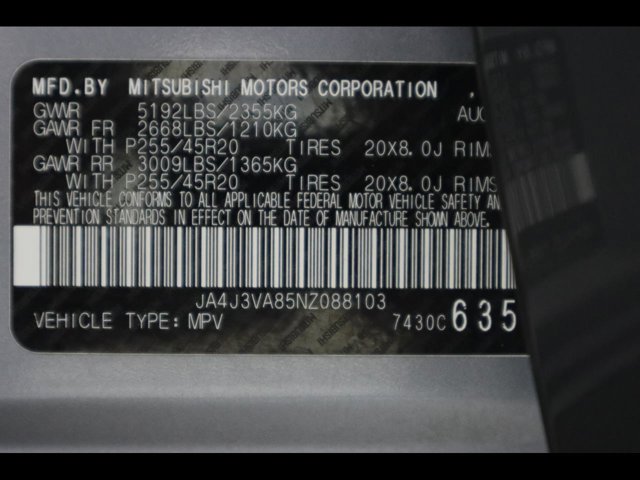 MFD.BY MITSUBISHI MOTORS CORPORATION
GVWR 5192LBS/2355KG AUG
GAWR FR 2668LBS/1210KG
WITH P255/45R20 TIRES 20X8.0J RIMS
GAWR RR 3009LBS/1365KG
WITH P255/45R20 TIRES 20X8.0J RIMS
THIS VEHICLE CONFORMS TO ALL APPLICABLE FEDERAL MOTOR VEHICLE SAFETY AN
PREVENTION STANDARDS IN EFFECT ON THE DATE OF MANUFACTURE SHOWN ABOVE.
JA4J3VA85NZ088103
VEHICLE TYPE: MPV 7430C 635